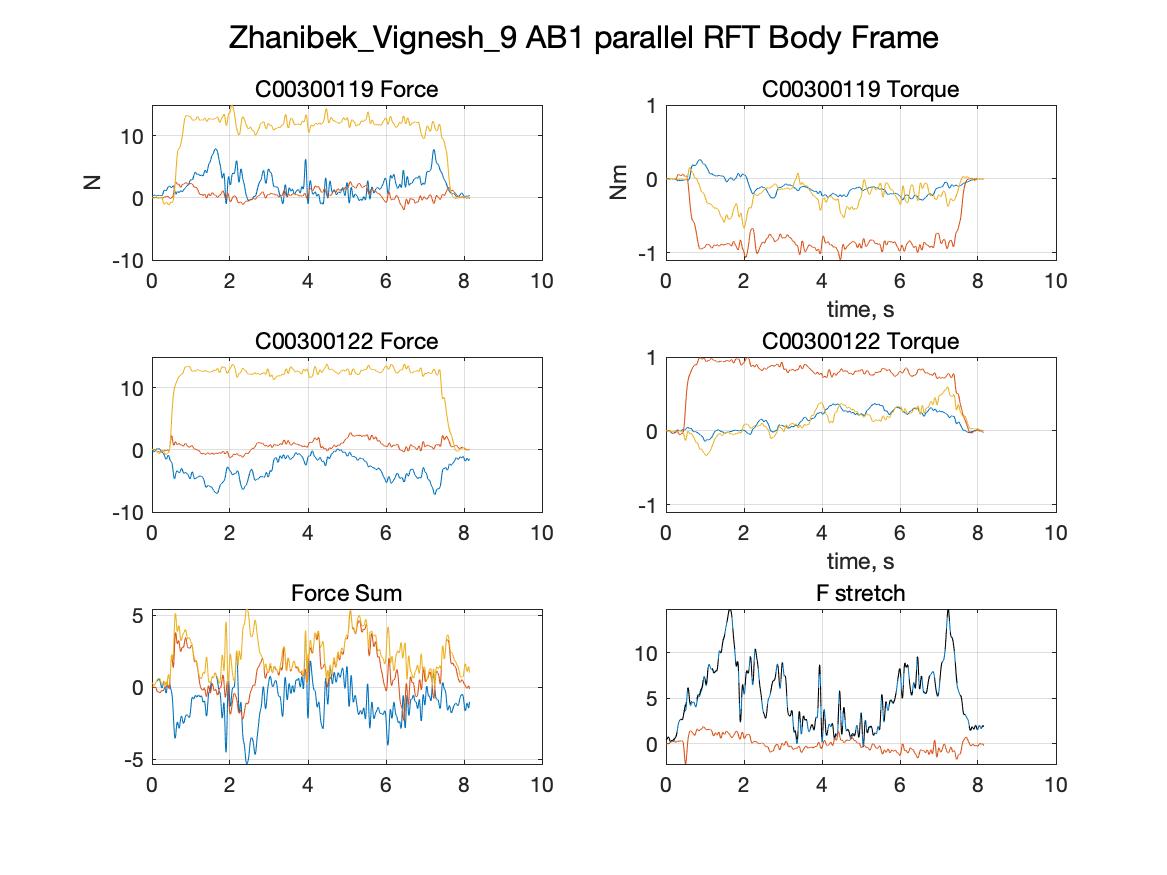 Zhanibek_Vignesh_9 AB1 parallel RFT Body Frame
C00300119 Force
N
10
0
-10
0 2 4 6 8 10
C00300119 Torque
Nm
1
0
-1
0 2 4 6 8 10
time, s
C00300122 Force
10
0
-10
0 2 4 6 8 10
C00300122 Torque
1
0
-1
0 2 4 6 8 10
time, s
Force Sum
5
0
-5
0 2 4 6 8 10
F stretch
10
5
0
0 2 4 6 8 10